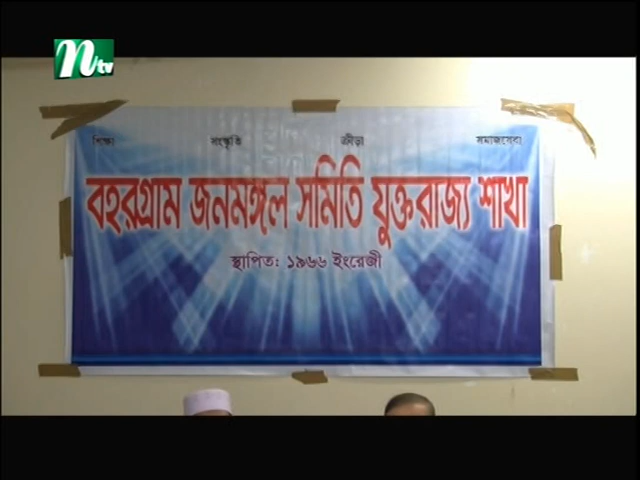 ntv
শিক্ষা সংস্কৃতি ক্রীড়া সমাজসেবা
বহরগ্রাম জনমঙ্গল সমিতি যুক্তরাজ্য শাখা
স্থাপিত: ১৯৬৬ ইংরেজী